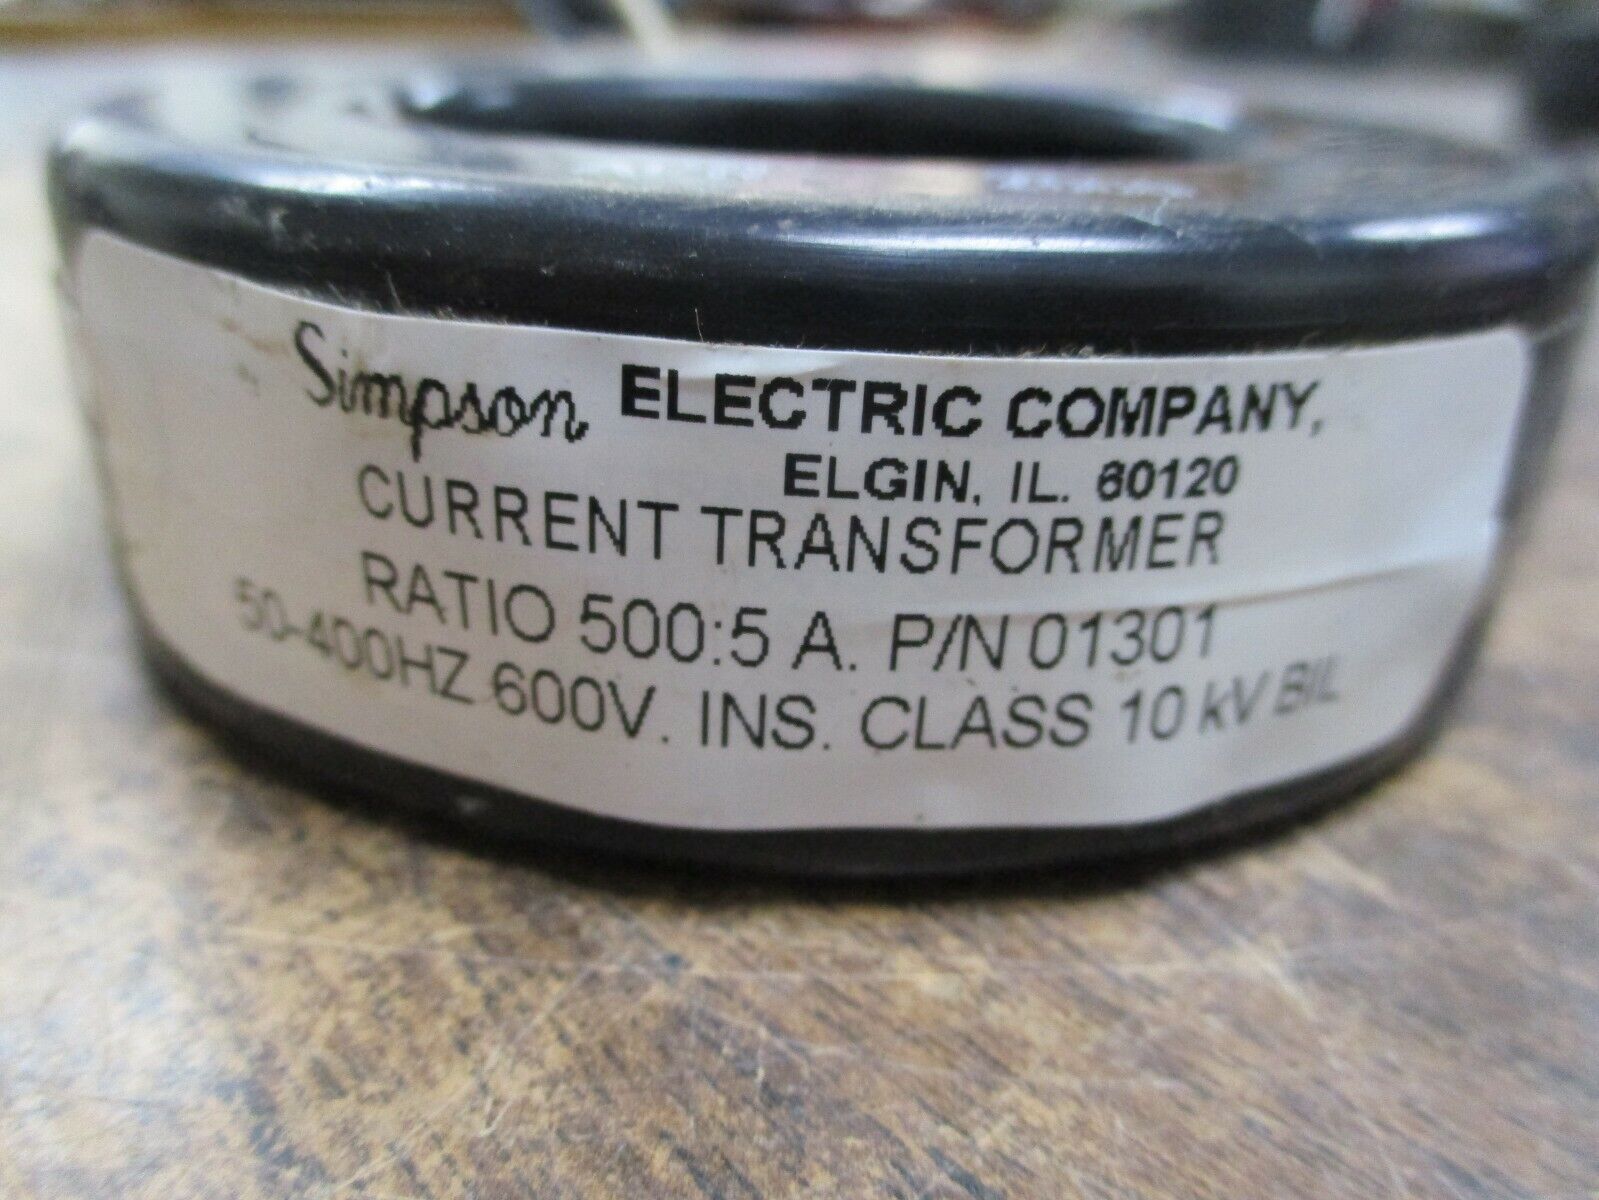 Simpson ELECTRIC COMPANY,
ELGIN, IL. 60120
CURRENT TRANSFORMER
RATIO 500:5 A. P/N 01301
50-400HZ 600V. INS. CLASS 10 kV BIL